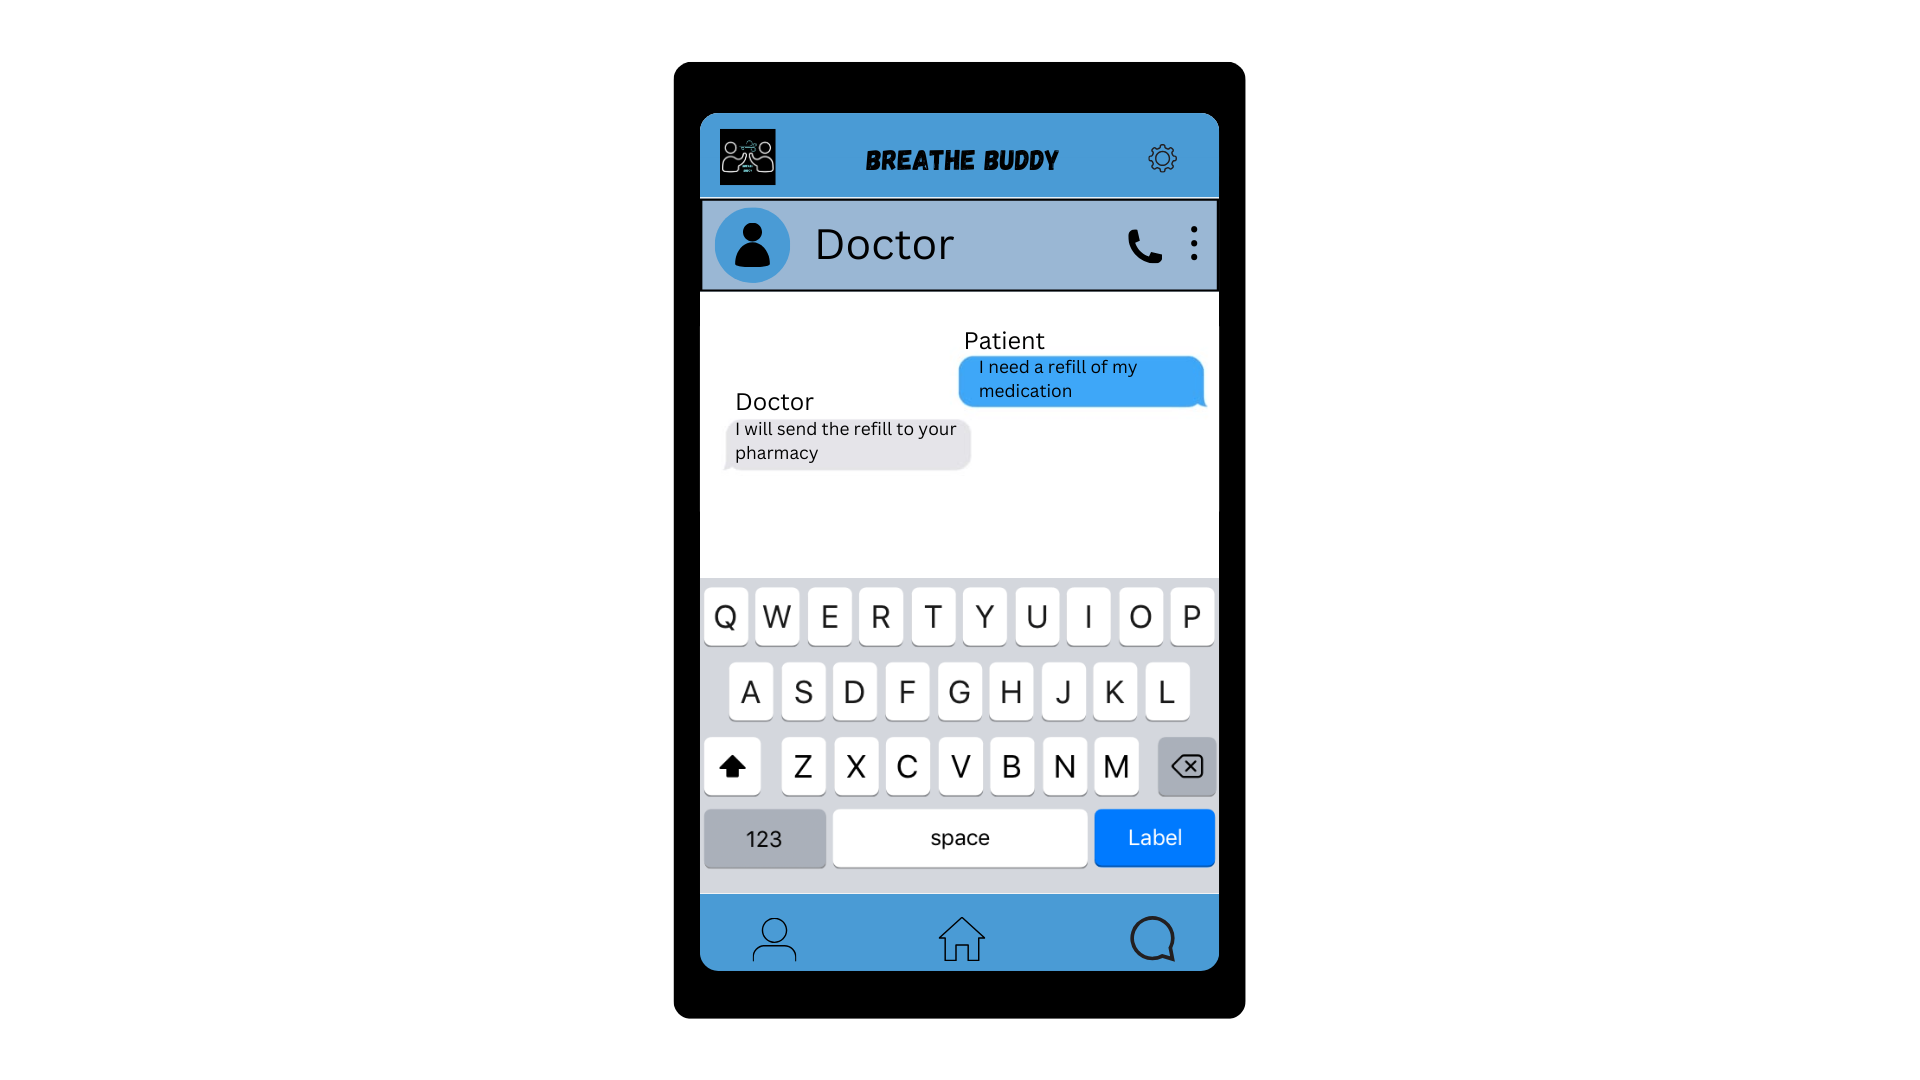 BREATHE BUDDY
Doctor
Patient
I need a refill of my
medication
Doctor
I will send the refill to your
pharmacy
Q W E R T Y U I O P
A S D F G H J K L
Z X C V B N M
123 space Label